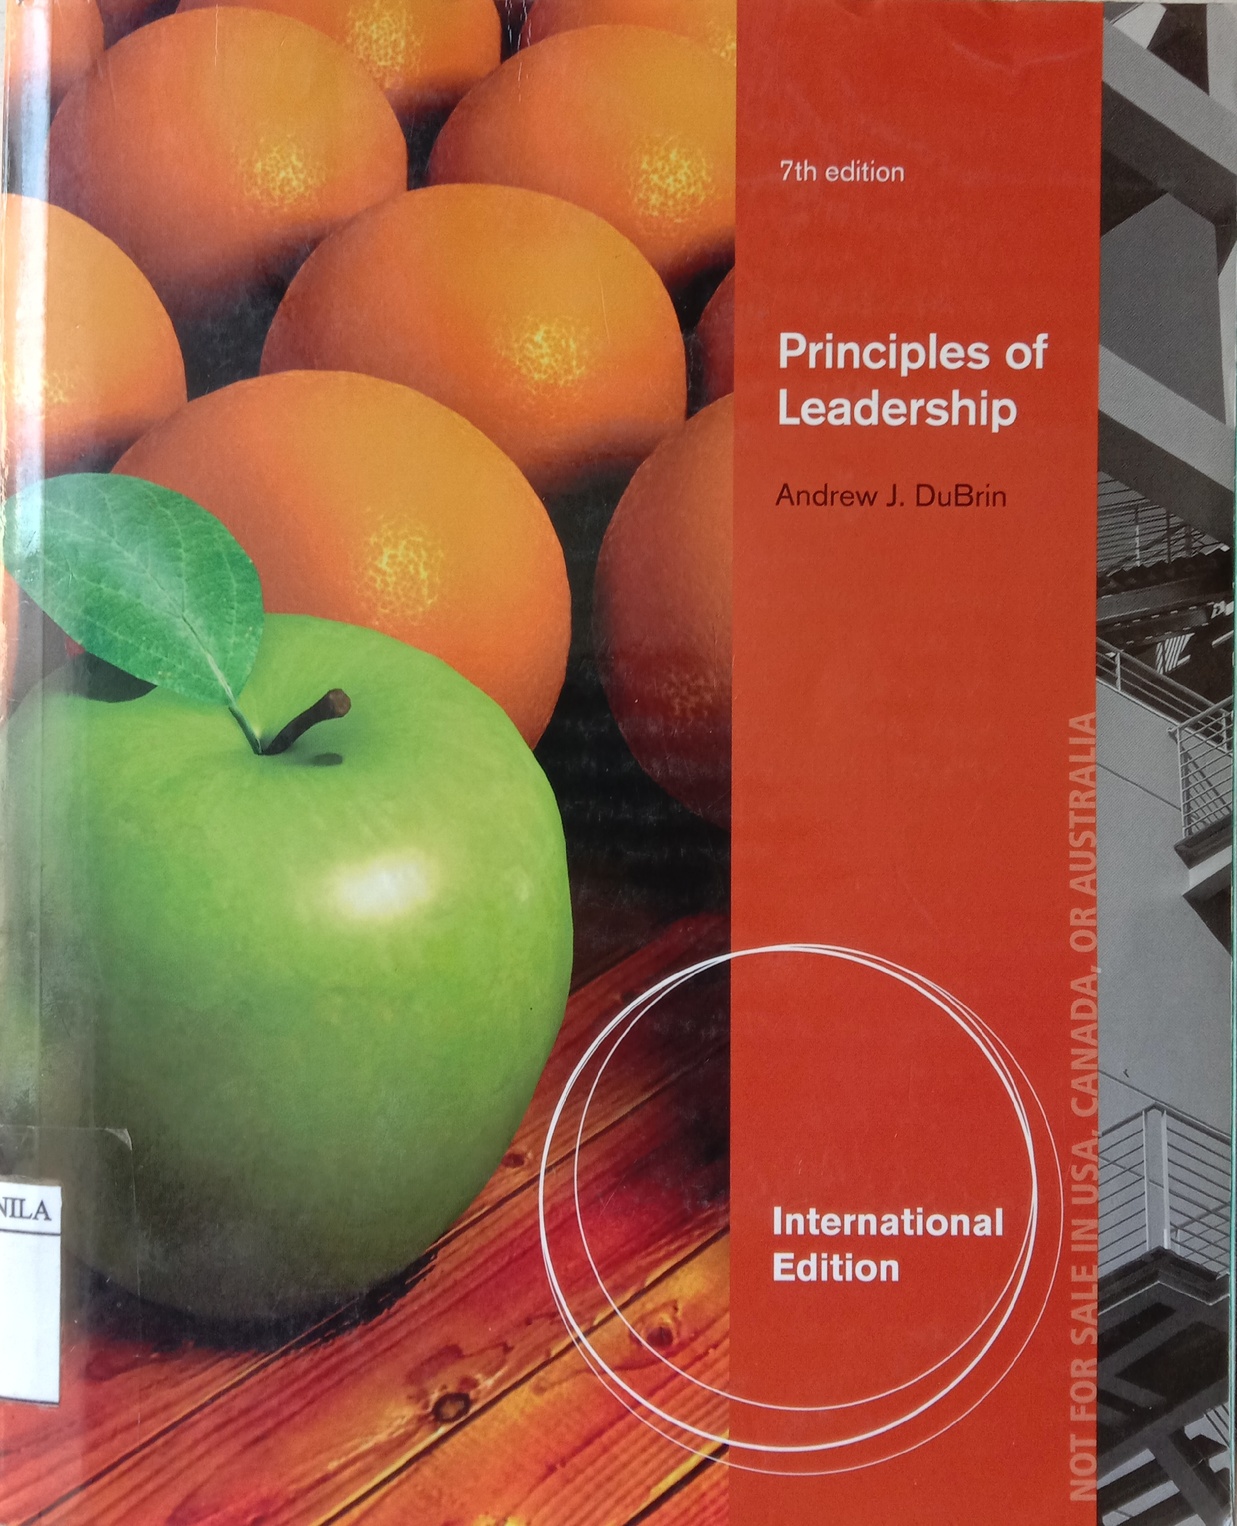 7th edition
Principles of
Leadership
Andrew J. DuBrin
International
Edition
NOT FOR SALE IN USA, CANADA, OR AUSTRALIA
NILA